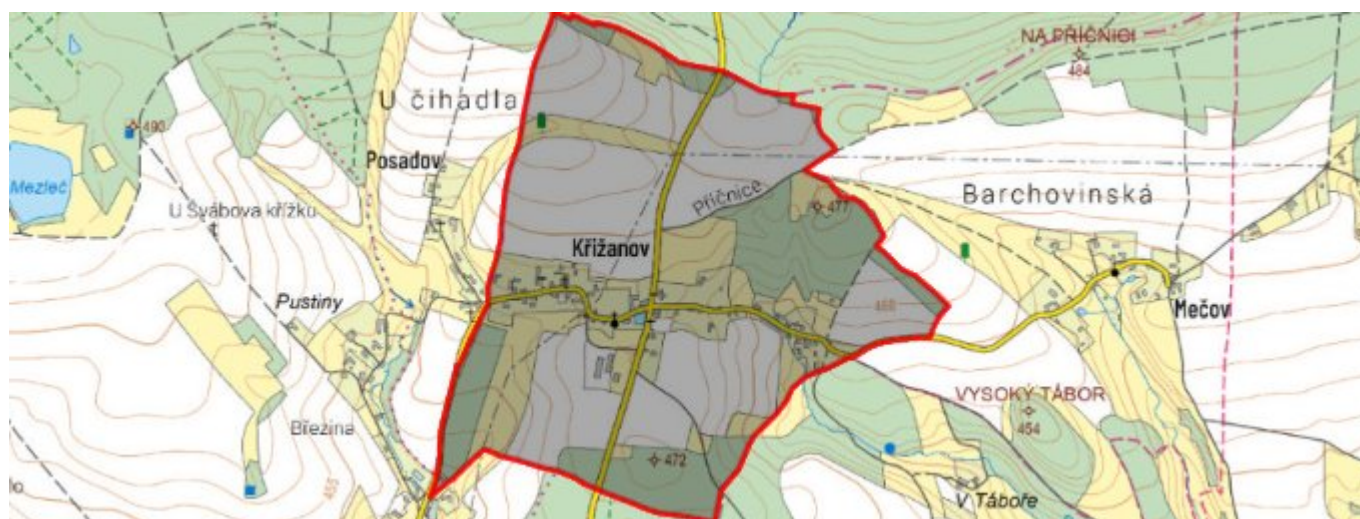 NA PŘÍČNICI
484
U čihadla
490
Posadov
Mezleč
U Švábova křížku
Příčnice
477
Barchovinská
Křižanov
Pustiny
Mečov
VYSOKÝ TÁBOR
454
Březina
472
V Táboře